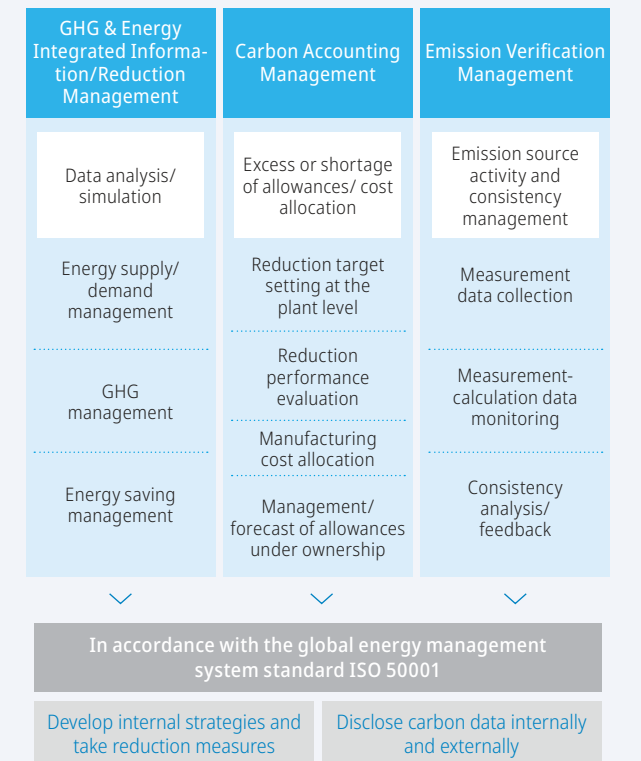 GHG & Energy
Integrated Informa-
tion/Reduction
Management
Carbon Accounting
Management
Emission Verification
Management
Data analysis/
simulation
Energy supply/
demand
management
GHG
management
Energy saving
management
Excess or shortage
of allowances/ cost
allocation
Reduction target
setting at the
plant level
Reduction
performance
evaluation
Manufacturing
cost allocation
Management/
forecast of allowances
under ownership
Emission source
activity and
consistency
management
Measurement
data collection
Measurement-
calculation data
monitoring
Consistency
analysis/
feedback
In accordance with the global energy management
system standard ISO 50001
Develop internal strategies and
take reduction measures
Disclose carbon data internally
and externally